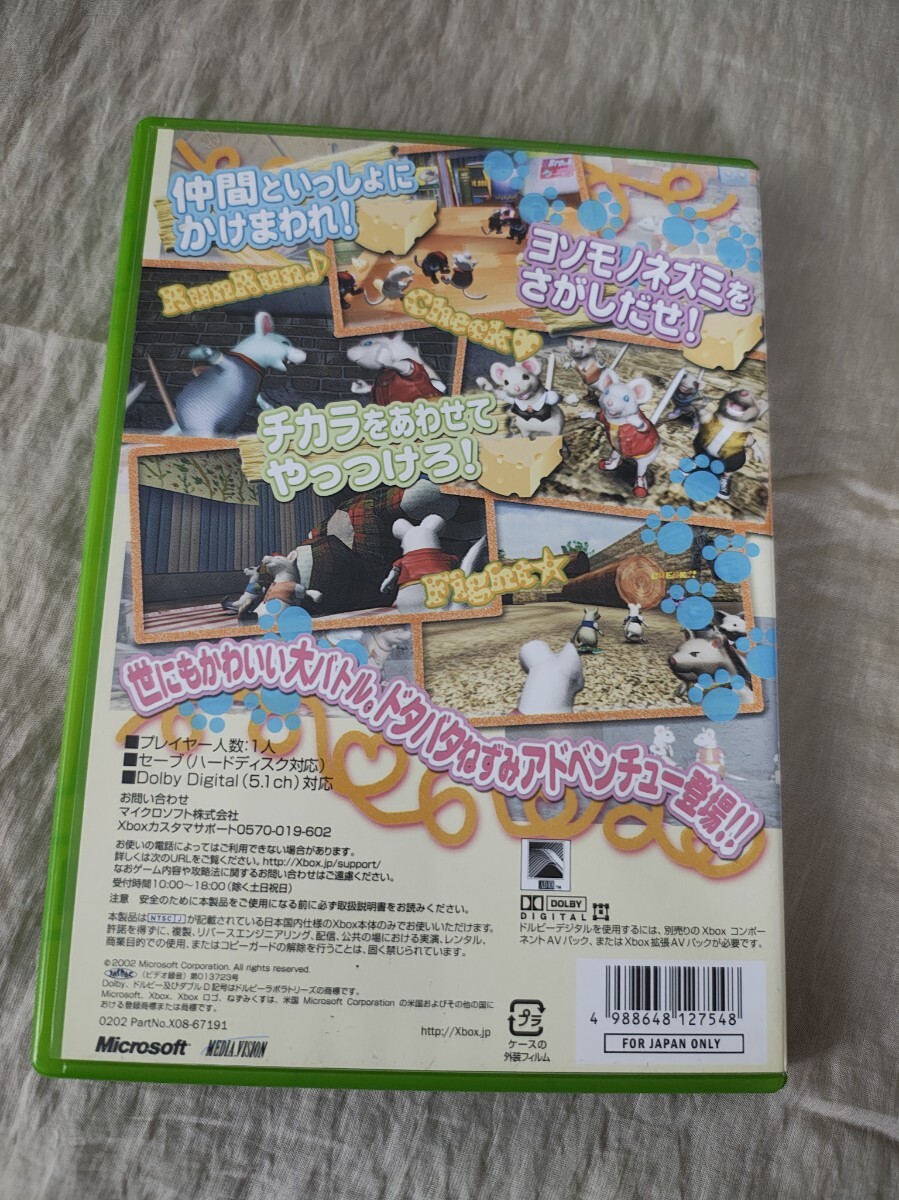 仲間といっしょに
かけまわれ!
RunRun♪
Check
ヨソモノネズミを
さがしだせ!
チカラをあわせて
やっつけろ!
Fight☆
世にもかわいい大バトル。ドタバタねずみアドベンチュー登場!!
■プレイヤー人数:1人
■セーブ(ハードディスク対応)
■Dolby Digital(5.1ch)対応
お問い合わせ
マイクロソフト株式会社
Xboxカスタマサポート0570-019-602
お使いの電話によってはご利用できない場合があります。
詳しくは次のURLをご覧ください。http://Xbox.jp/support/
なおゲーム内容や攻略法に関するお問い合わせはご遠慮ください。
受付時間10:00~18:00(除く土日祝日)
注意 安全のために本製品をご使用になる前に必ず取扱説明書をお読みください。
本製品はNTSC Jが記載されている日本国内仕様のXbox本体のみでお使いいただけます。
許諾を得ずに、複製、リバースエンジニアリング、配信、公共の場における実演、レンタル、
商業目的での使用、またはコピーガードの解除を行うことは、固く禁じられています。
©2002 Microsoft Corporation. All rights reserved.
(ビデオ録音)第013723号
Dolby、ドルビー及びダブルD記号はドルビーラボラトリーズの商標です。
Microsoft、Xbox、Xbox ロゴ、ねずみくすは、米国 Microsoft Corporation の米国およびその他の国に
おける登録商標または商標です。
0202 PartNo.X08-67191
Microsoft
MEDIA.VISION
http://Xbox.jp
DOLBY
DIGITAL
ドルビーデジタルを使用するには、別売りのXbox コンポー
ネントAVパック、またはXbox拡張AVパックが必要です。
プラ
ケースの
外装フィルム
4 988648 127548
FOR JAPAN ONLY